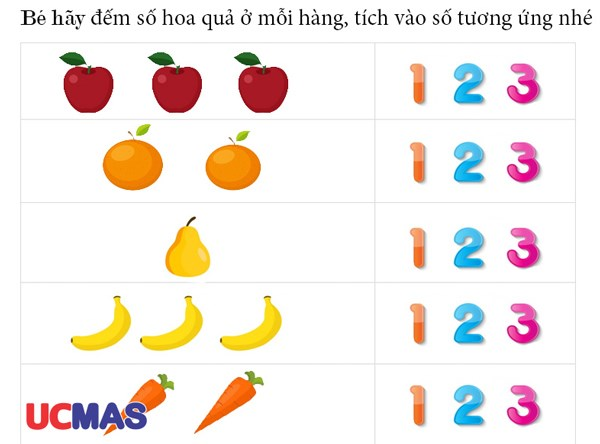 Bé hãy đếm số hoa quả ở mỗi hàng, tích vào số tương ứng nhé
1 2 3
1 2 3
1 2 3
1 2 3
1 2 3
UCMAS